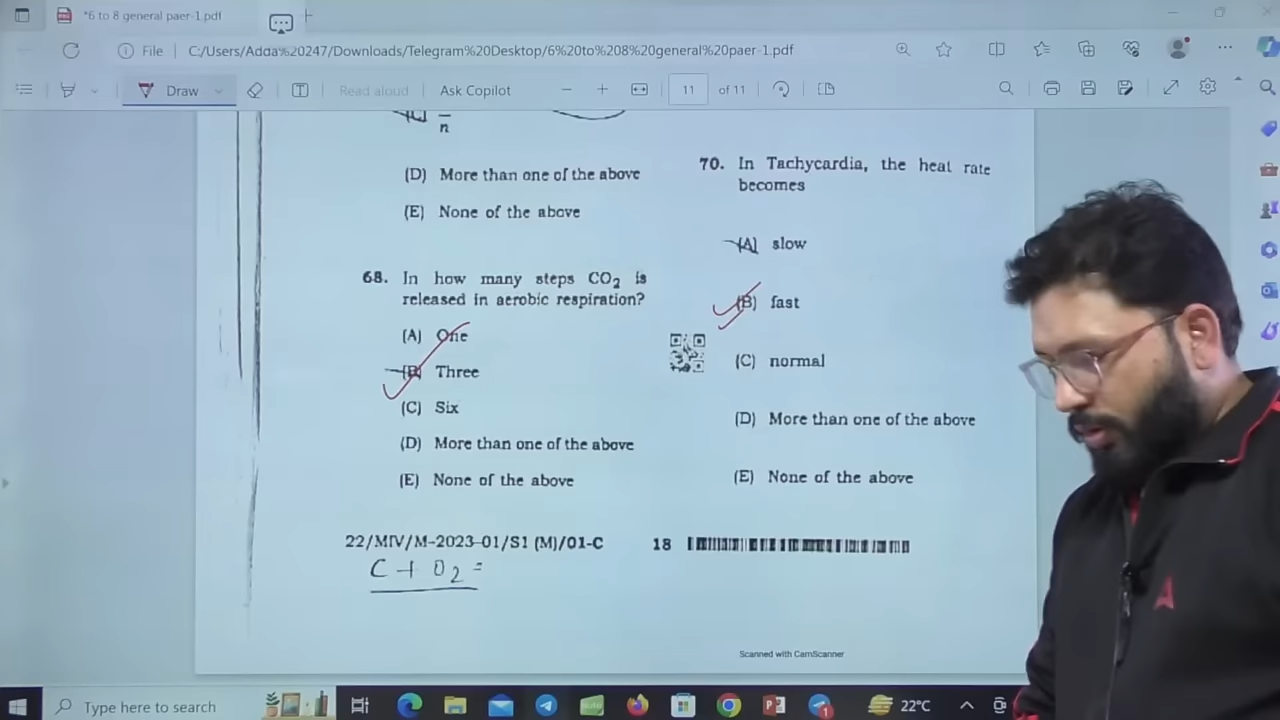 *6 to 8 general paer-1.pdf
File
C:/Users/Adda%20247/Downloads/Telegram%20Desktop/6%20to%208%20general%20paer-1.pdf
Draw
Read aloud
Ask Copilot
11
of 11
n
(D) More than one of the above
(E) None of the above
68. In how many steps CO2 is
released in aerobic respiration?
(A) One
(B) Three
(C) Six
(D) More than one of the above
(E) None of the above
70. In Tachycardia, the heat rate
becomes
(A) slow
(B) fast
(C) normal
(D) More than one of the above
(E) None of the above
22/MIV/M-2023-01/S1 (M)/01-C
18
C + O2 =
Scanned with CamScanner
Type here to search
22°C